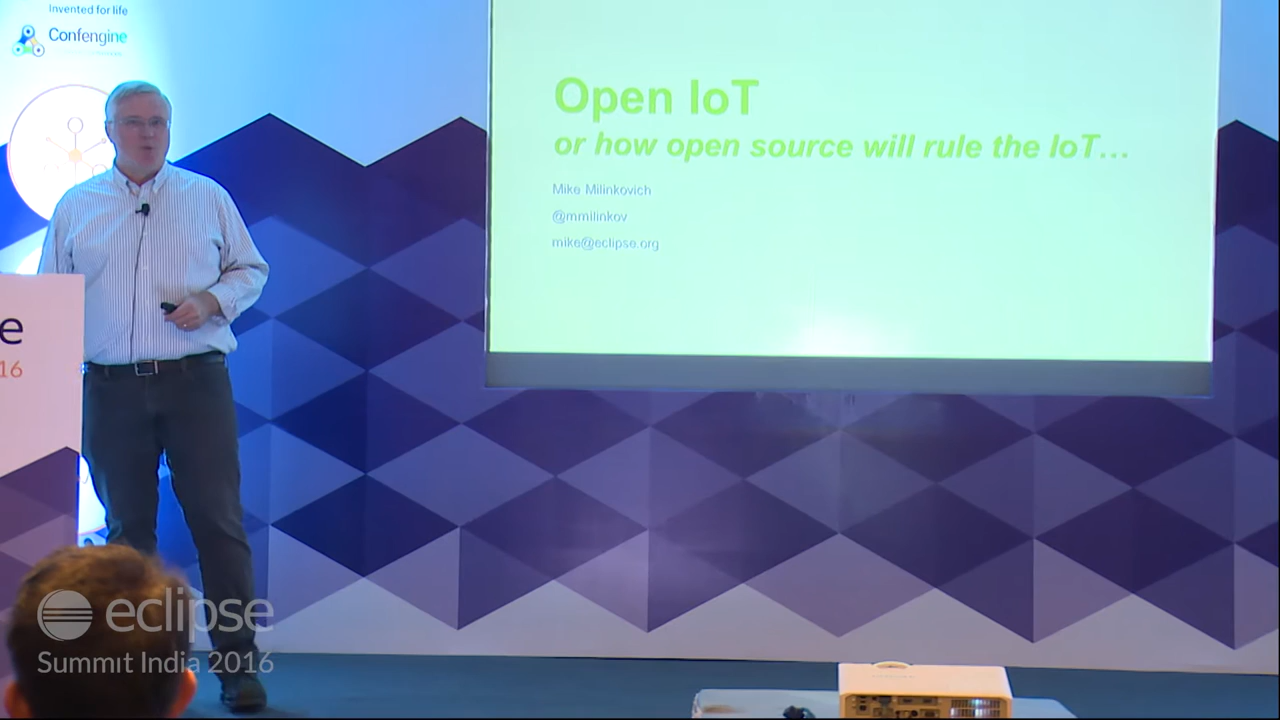 Invented for life
Confengine
Open IoT
or how open source will rule the IoT...
Mike Milinkovich
@mmilinkov
mike@eclipse.org
e
16
eclipse
Summit India 2016